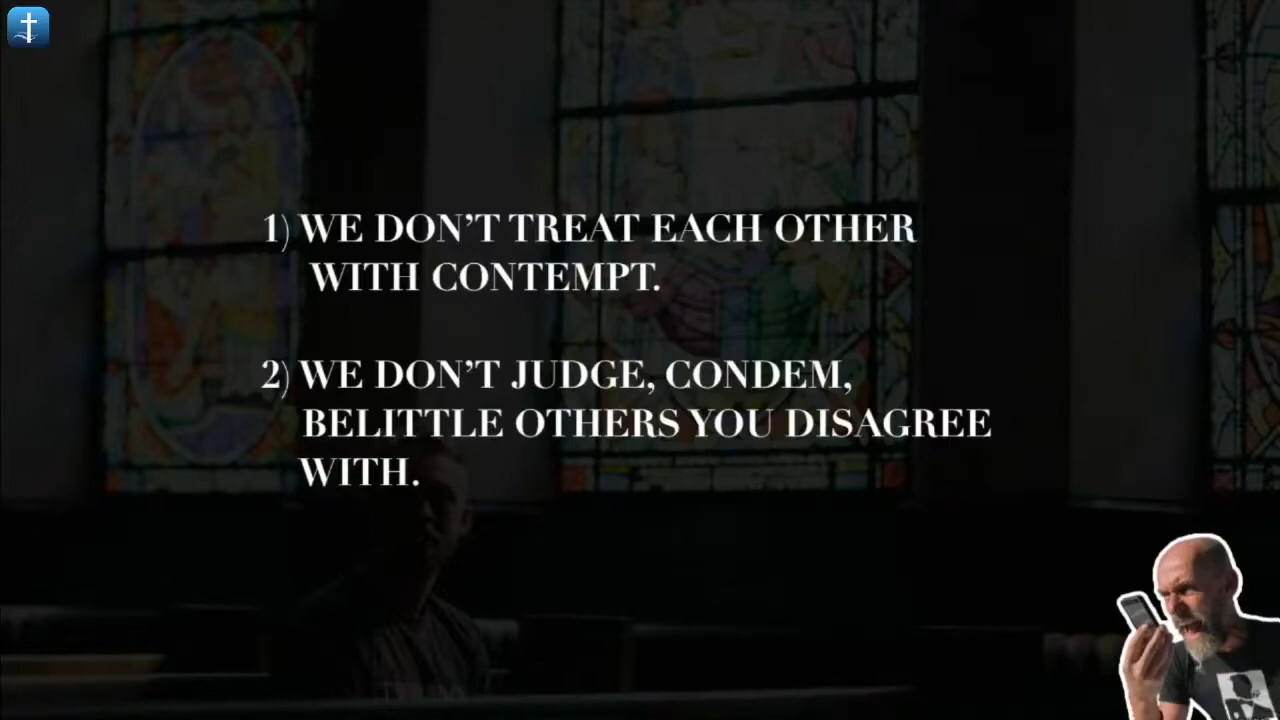 1) WE DON'T TREAT EACH OTHER
WITH CONTEMPT.
2) WE DON'T JUDGE, CONDEM,
BELITTLE OTHERS YOU DISAGREE
WITH.